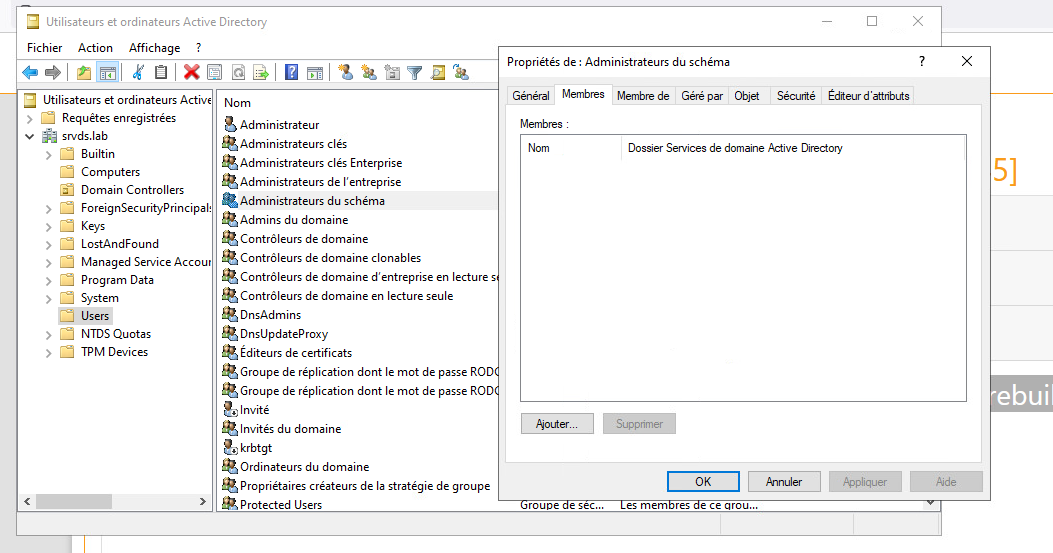 Utilisateurs et ordinateurs Active Directory
Fichier Action Affichage ?
Utilisateurs et ordinateurs Active
Requêtes enregistrées
srvds.lab
Builtin
Computers
Domain Controllers
ForeignSecurityPrincipals
Keys
LostAndFound
Managed Service Accour
Program Data
System
Users
NTDS Quotas
TPM Devices
Nom
Administrateur
Administrateurs clés
Administrateurs clés Enterprise
Administrateurs de l'entreprise
Administrateurs du schéma
Admins du domaine
Contrôleurs de domaine
Contrôleurs de domaine clonables
Contrôleurs de domaine d'entreprise en lecture se
Contrôleurs de domaine en lecture seule
DnsAdmins
DnsUpdateProxy
Éditeurs de certificats
Groupe de réplication dont le mot de passe RODC
Groupe de réplication dont le mot de passe RODC
Invité
Invités du domaine
krbtgt
Ordinateurs du domaine
Propriétaires créateurs de la stratégie de groupe
Protected Users Groupe de séc... Les membres de ce grou...
Propriétés de : Administrateurs du schéma ?
Général Membres Membre de Géré par Objet Sécurité Éditeur d'attributs
Membres :
Nom Dossier Services de domaine Active Directory
Ajouter... Supprimer
OK Annuler Appliquer Aide
5]
rebuil